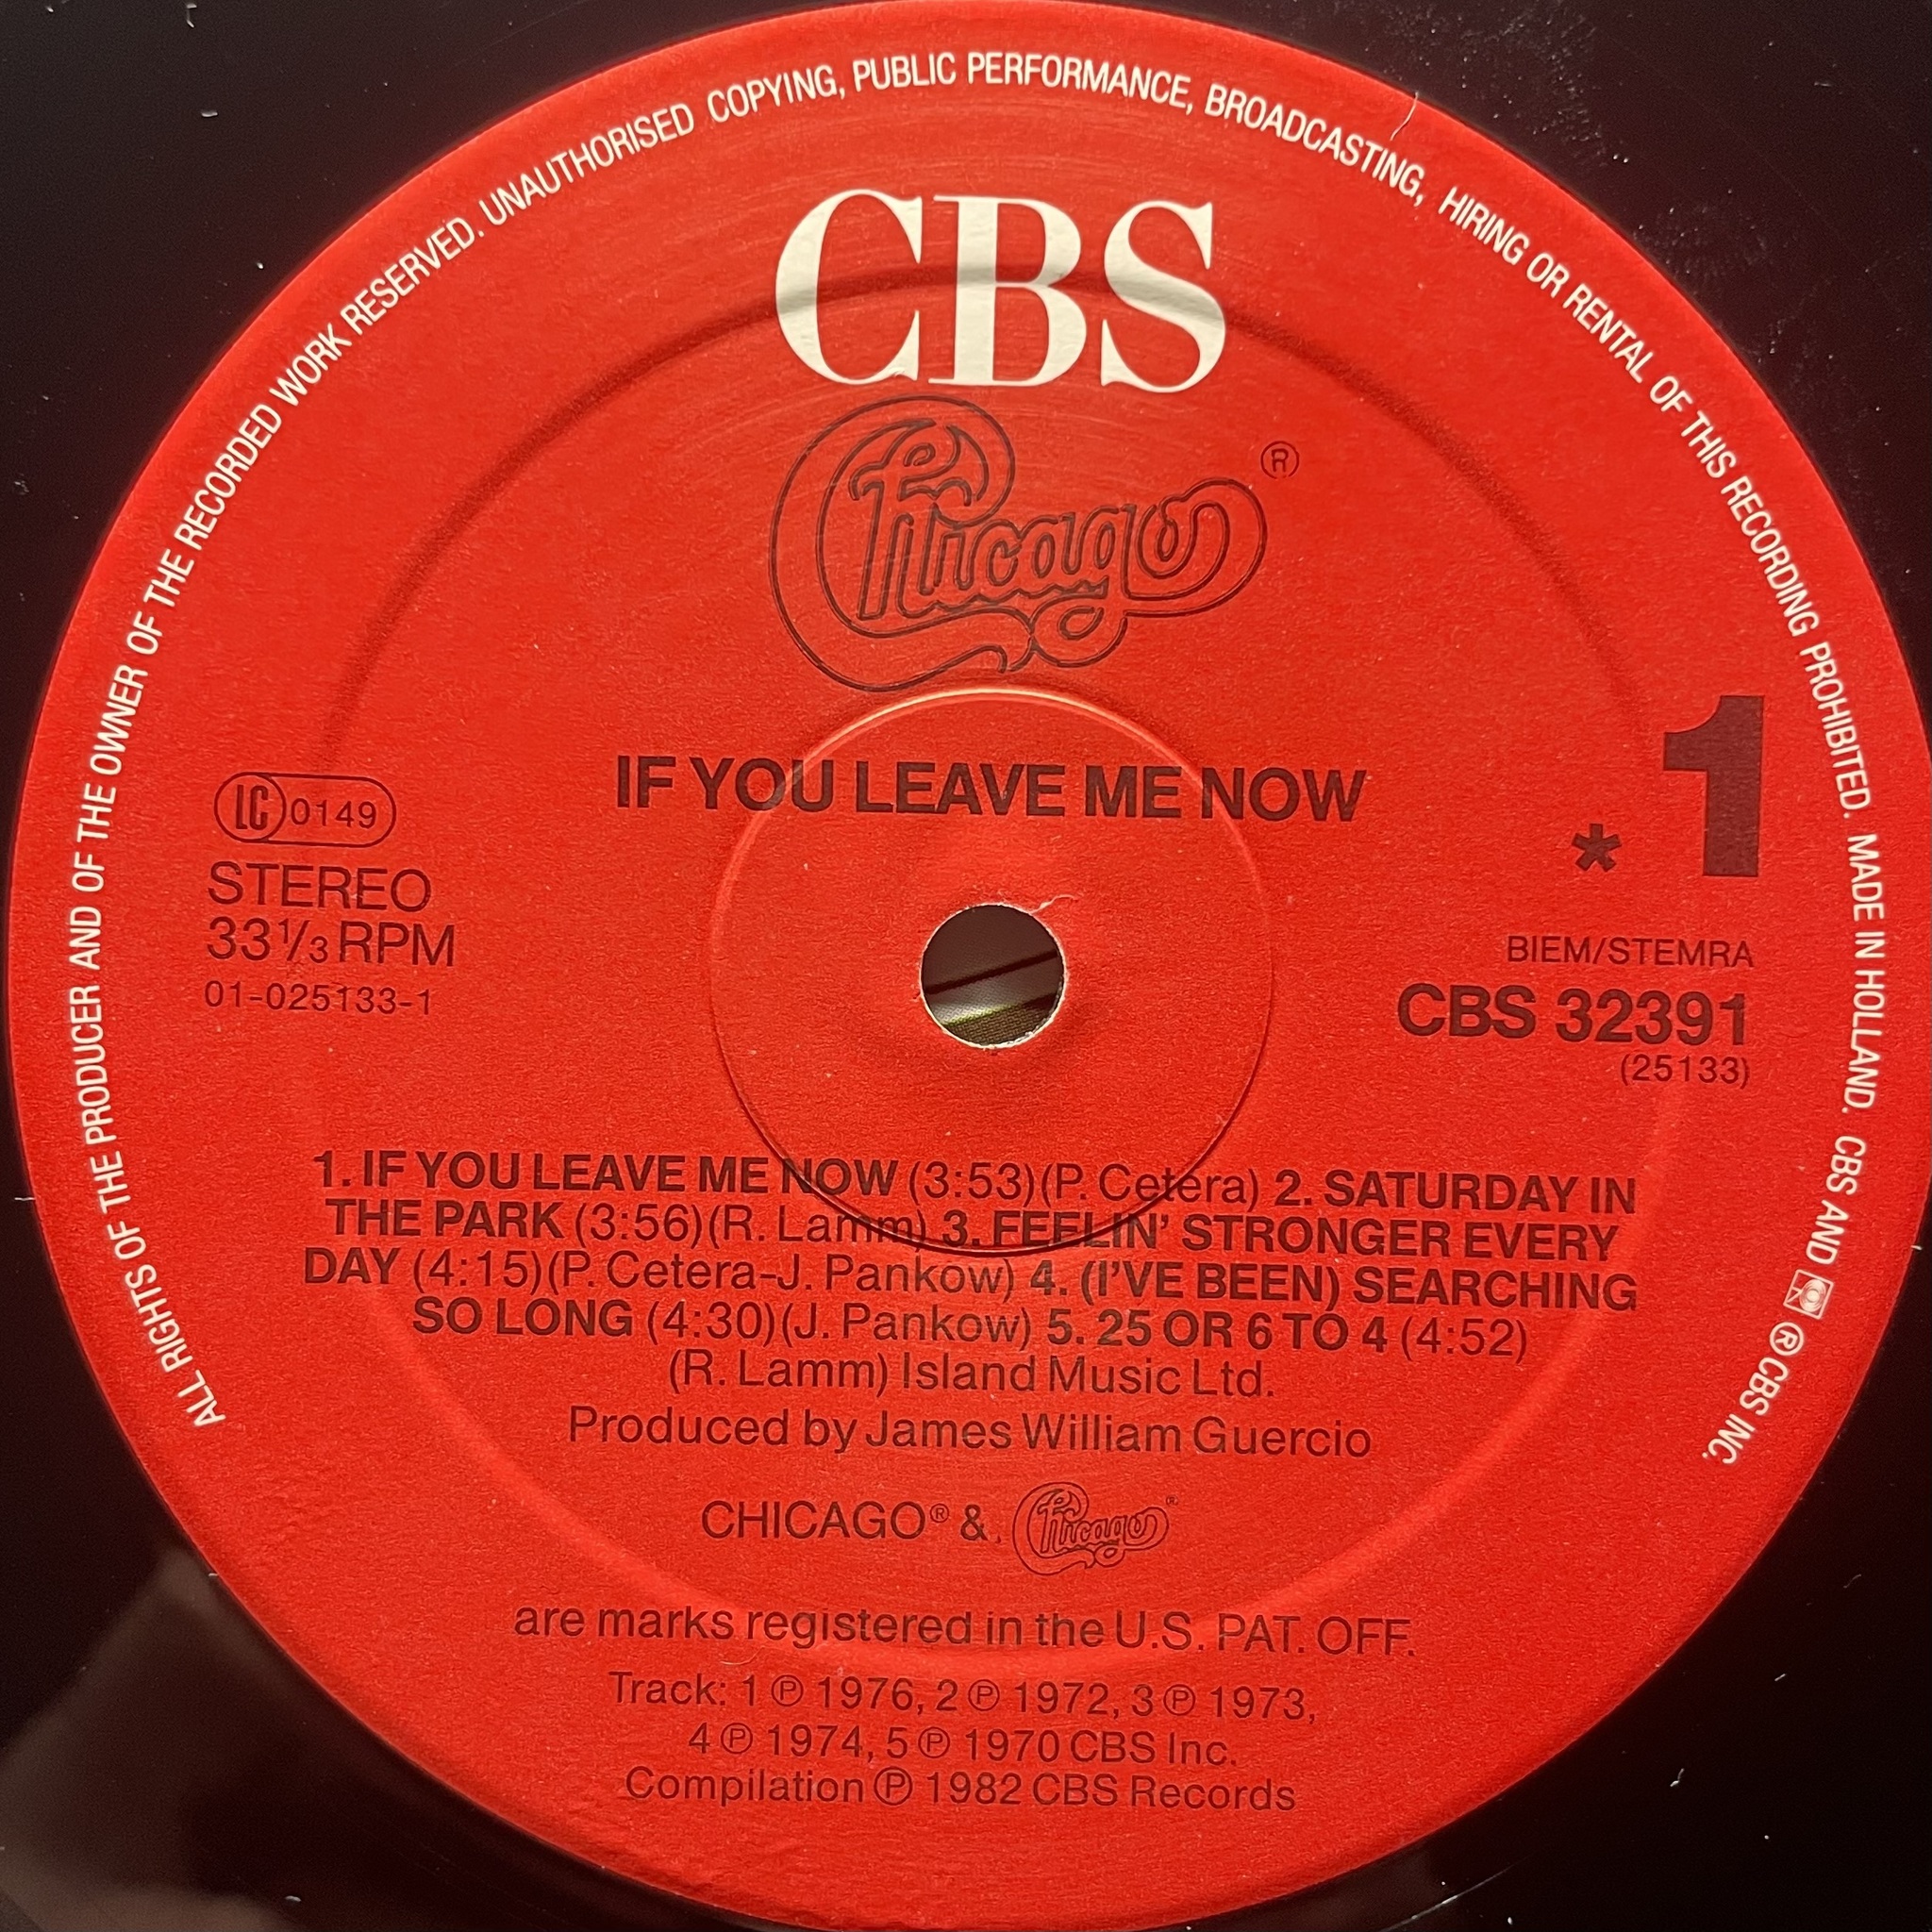 ALL RIGHTS OF THE PRODUCER AND OF THE OWNER OF THE RECORDED WORK RESERVED. UNAUTHORISED COPYING, PUBLIC PERFORMANCE, BROADCASTING, HIRING OR RENTAL OF THIS RECORDING PROHIBITED. MADE IN HOLLAND. CBS AND ® CBS INC.
CBS
Chicago ®
IF YOU LEAVE ME NOW
LC 0149
STEREO
33 1/3 RPM
01-025133-1
* 1
BIEM/STEMRA
CBS 32391
(25133)
1. IF YOU LEAVE ME NOW (3:53)(P. Cetera) 2. SATURDAY IN
THE PARK (3:56)(R. Lamm) 3. FEELIN' STRONGER EVERY
DAY (4:15)(P. Cetera-J. Pankow) 4. (I'VE BEEN) SEARCHING
SO LONG (4:30)(J. Pankow) 5. 25 OR 6 TO 4 (4:52)
(R. Lamm) Island Music Ltd.
Produced by James William Guercio
CHICAGO® & Chicago®
are marks registered in the U.S. PAT. OFF.
Track: 1 ℗ 1976, 2 ℗ 1972, 3 ℗ 1973,
4 ℗ 1974, 5 ℗ 1970 CBS Inc.
Compilation ℗ 1982 CBS Records